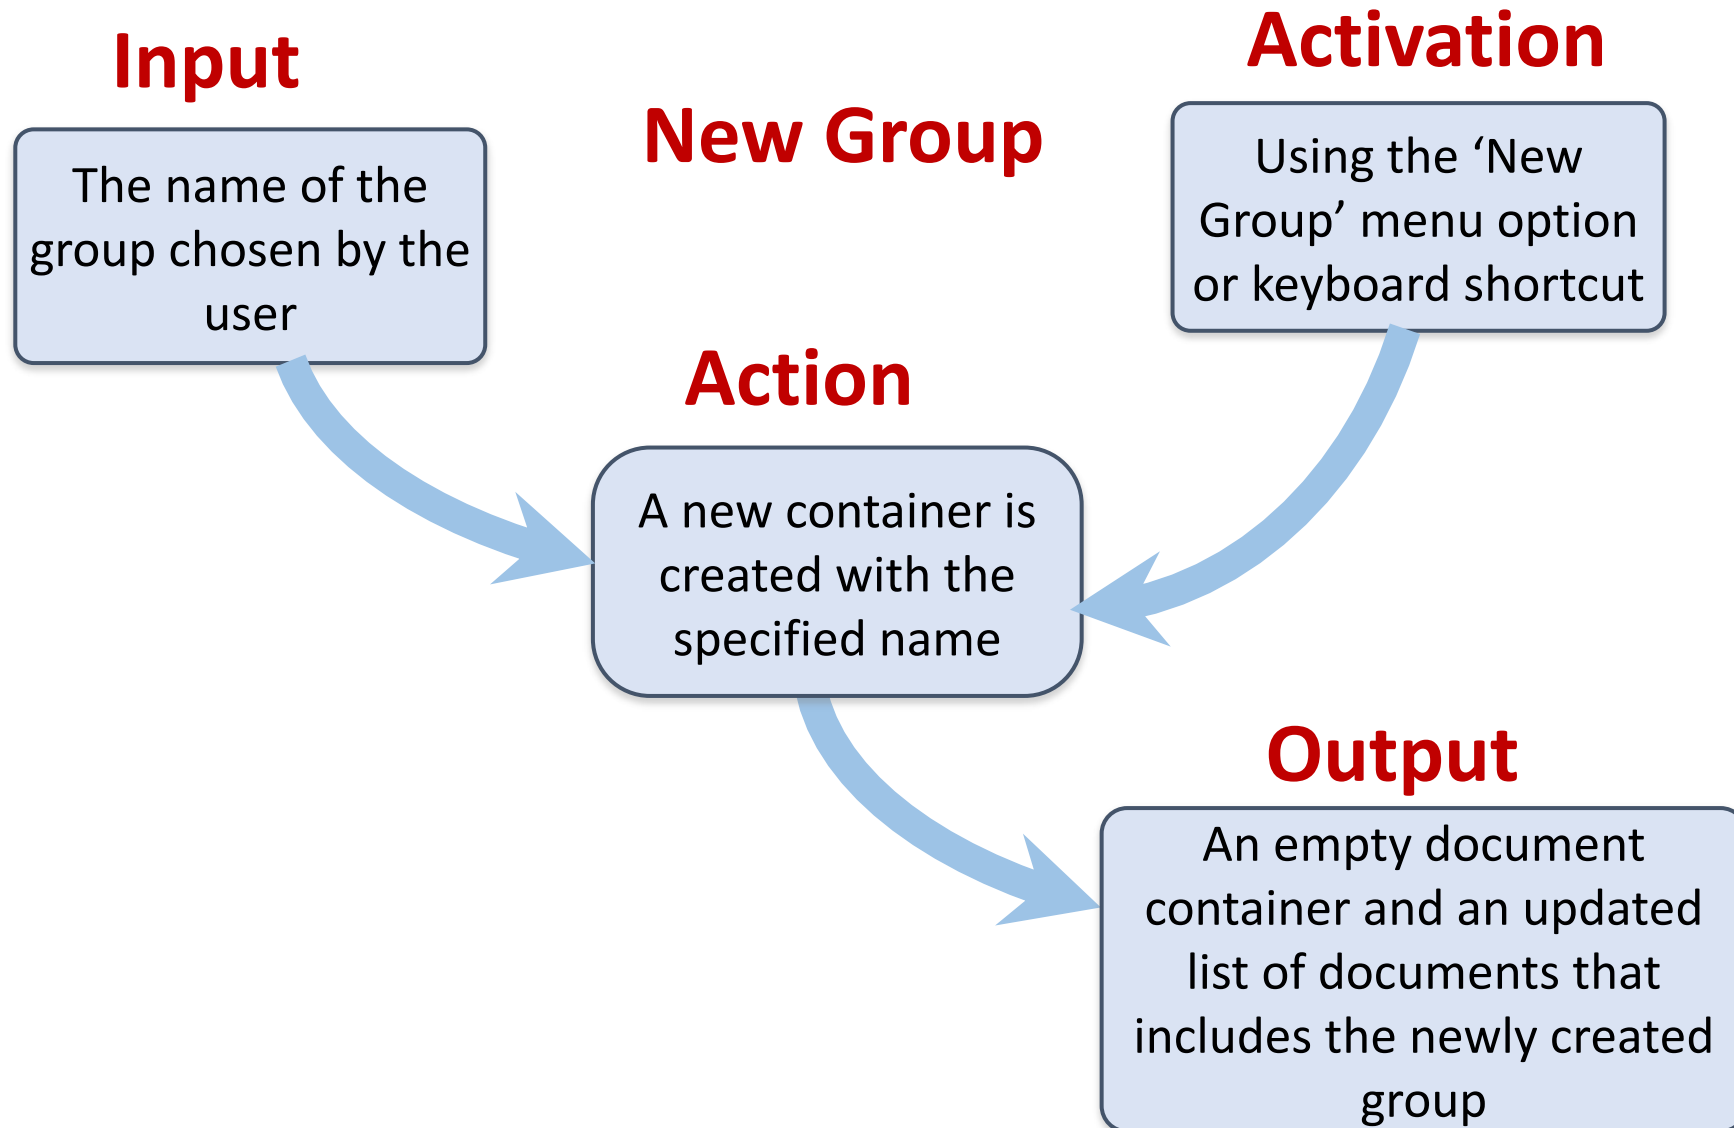 Input
The name of the
group chosen by the
user
New Group
Activation
Using the ‘New
Group’ menu option
or keyboard shortcut
Action
A new container is
created with the
specified name
Output
An empty document
container and an updated
list of documents that
includes the newly created
group